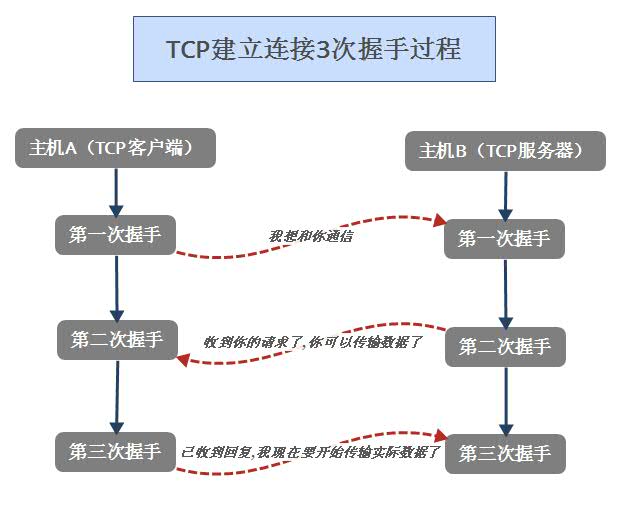 TCP建立连接3次握手过程
主机A（TCP客户端）
主机B（TCP服务器）
第一次握手
我想和你通信
第一次握手
第二次握手
收到你的请求了,你可以传输数据了
第二次握手
第三次握手
已收到回复,我现在要开始传输实际数据了
第三次握手